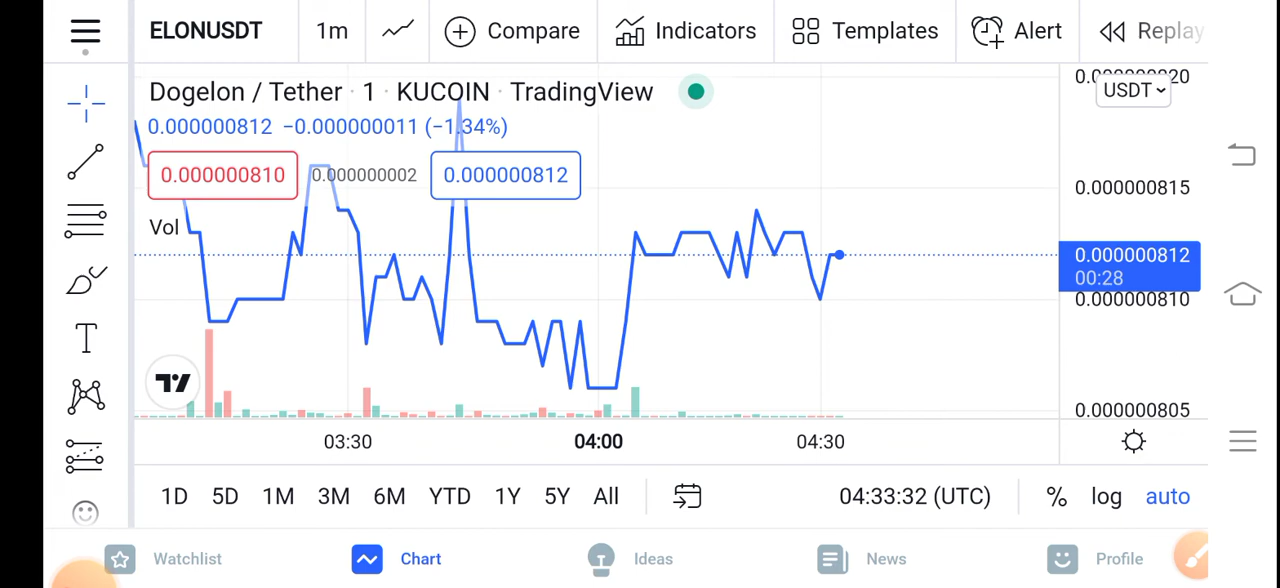 ELONUSDT 1m Compare Indicators Templates Alert Replay
Dogelon / Tether · 1 · KUCOIN · TradingView
0.000000812 −0.000000011 (−1.34%)
0.000000810 0.000000002 0.000000812
Vol
USDT
0.000000815
0.000000812
00:28
0.000000810
0.000000805
03:30 04:00 04:30
1D 5D 1M 3M 6M YTD 1Y 5Y All 04:33:32 (UTC) % log auto
Watchlist Chart Ideas News Profile